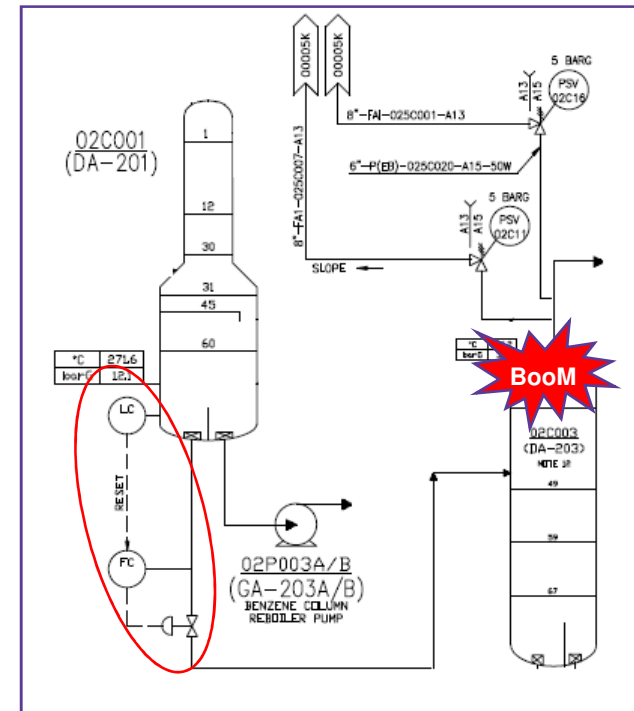 00005K
00005K
5 BARG
PSV
02C16
A13
A15
8"-FAI-025C001-A13
02C001
(DA-201)
1
6"-P(EB)-025C020-A15-50W
8"-FA1-025C007-A13
5 BARG
PSV
02C11
A13
A15
12
30
SLOPE
31
45
60
°C 271.6
barG 12.1
°C
barG
BooM
LC
RESET
FC
02C003
(DA-203)
49
59
67
02P003A/B
(GA-203A/B)
BENZENE COLUMN
REBOILER PUMP